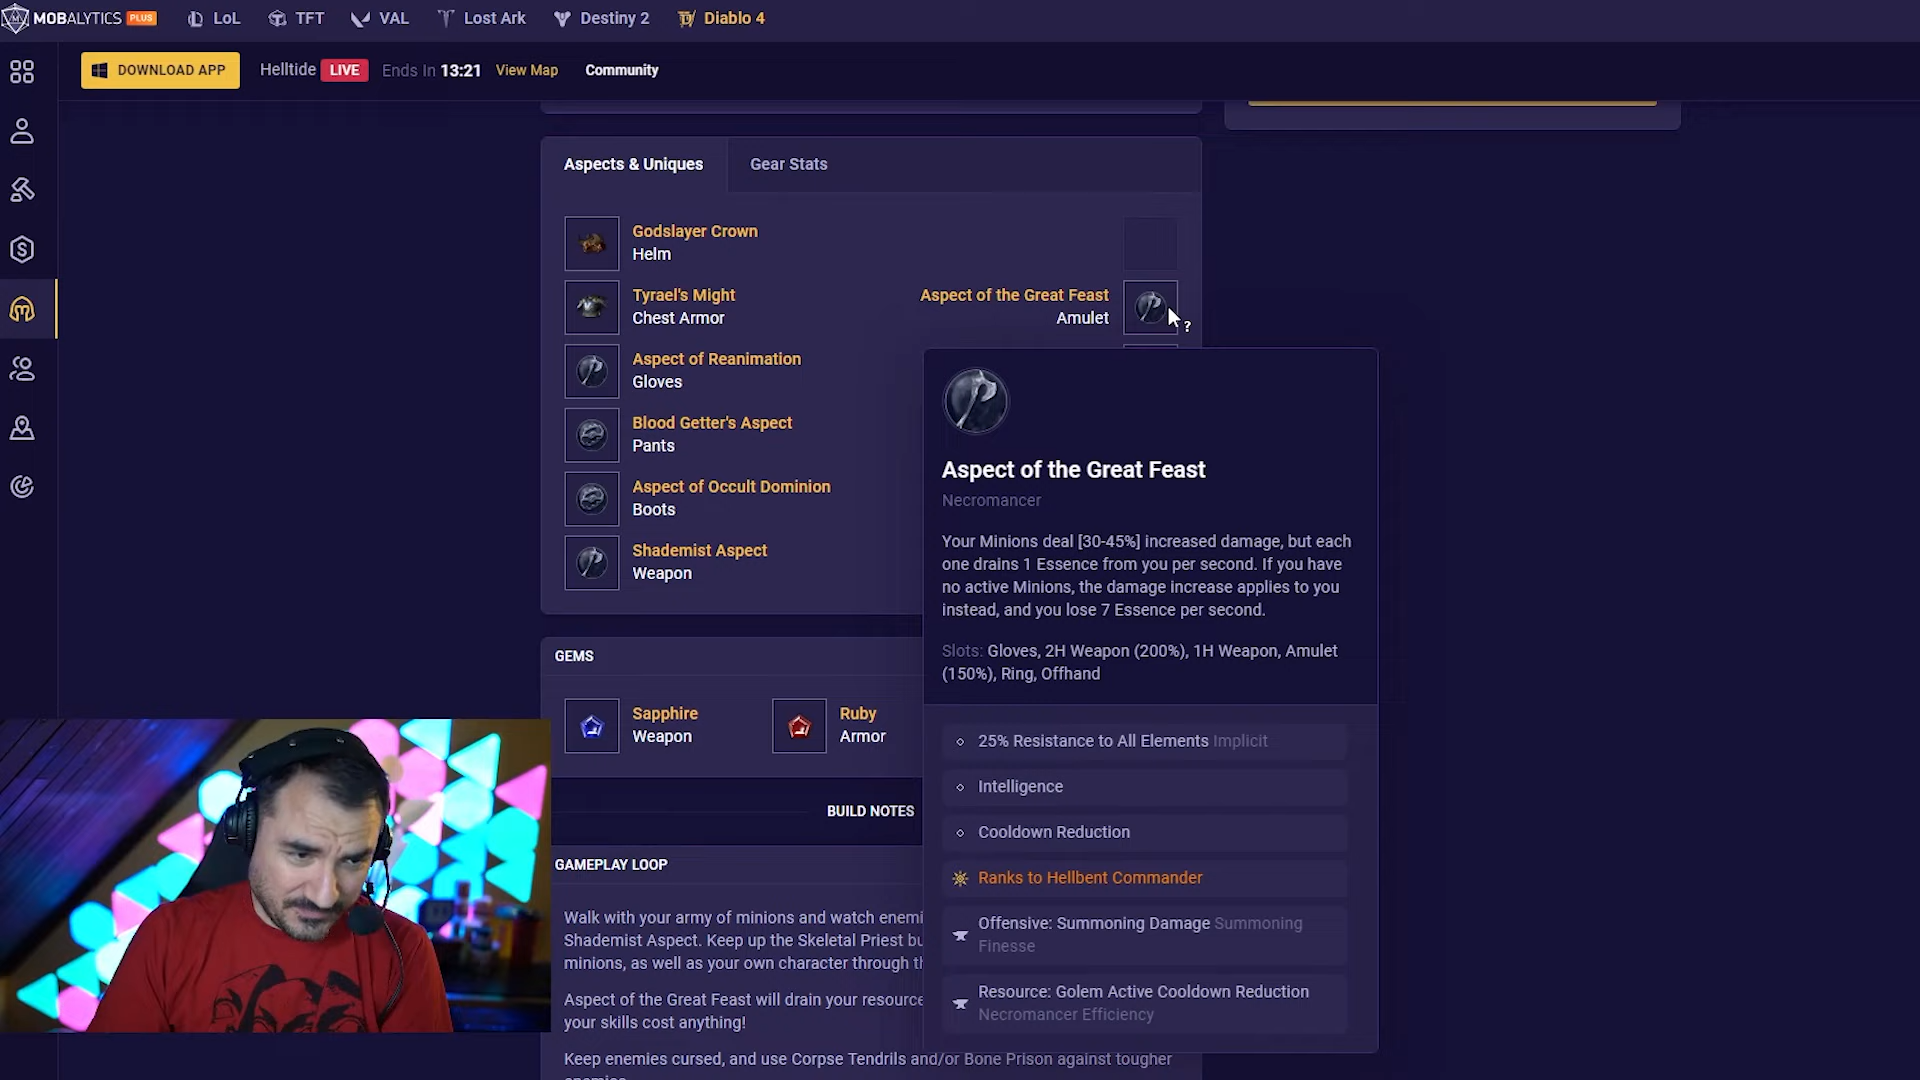 MOBALYTICS PLUS
LoL
TFT
VAL
Lost Ark
Destiny 2
Diablo 4
DOWNLOAD APP
Helltide LIVE Ends In 13:21 View Map
Community
Aspects & Uniques
Gear Stats
Godslayer Crown
Helm
Tyrael's Might
Chest Armor
Aspect of the Great Feast
Amulet
?
Aspect of Reanimation
Gloves
Blood Getter's Aspect
Pants
Aspect of Occult Dominion
Boots
Shademist Aspect
Weapon
Aspect of the Great Feast
Necromancer
Your Minions deal [30-45%] increased damage, but each
one drains 1 Essence from you per second. If you have
no active Minions, the damage increase applies to you
instead, and you lose 7 Essence per second.
Slots: Gloves, 2H Weapon (200%), 1H Weapon, Amulet
(150%), Ring, Offhand
25% Resistance to All Elements Implicit
Intelligence
Cooldown Reduction
Ranks to Hellbent Commander
Offensive: Summoning Damage Summoning
Finesse
Resource: Golem Active Cooldown Reduction
Necromancer Efficiency
GEMS
Sapphire
Weapon
Ruby
Armor
BUILD NOTES
GAMEPLAY LOOP
Walk with your army of minions and watch enemi
Shademist Aspect. Keep up the Skeletal Priest bu
minions, as well as your own character through th
Aspect of the Great Feast will drain your resource
your skills cost anything!
Keep enemies cursed, and use Corpse Tendrils and/or Bone Prison against tougher